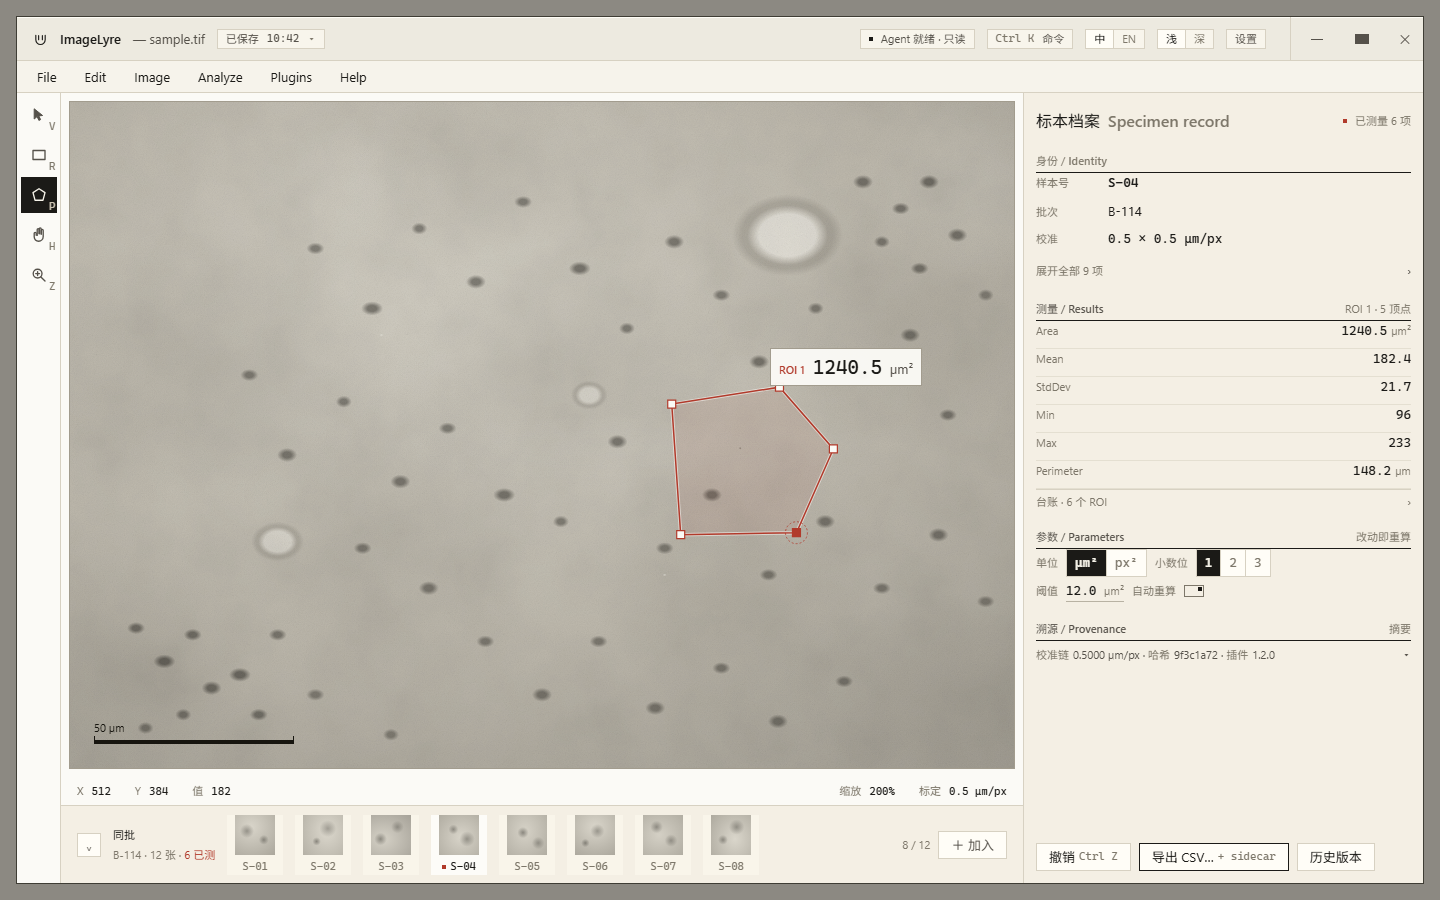 ImageLyre — sample.tif 已保存 10:42 Agent 就绪 · 只读 Ctrl K 命令 中 EN 浅 深 设置
File Edit Image Analyze Plugins Help
V
R
P
H
Z
ROI 1 1240.5 µm²
50 µm
X 512 Y 384 值 182 缩放 200% 标定 0.5 µm/px
同批
B-114 · 12 张 · 6 已测
S-01 S-02 S-03 S-04 S-05 S-06 S-07 S-08
8 / 12 + 加入
标本档案 Specimen record 已测量 6 项
身份 / Identity
样本号 S-04
批次 B-114
校准 0.5 × 0.5 µm/px
展开全部 9 项 ›
测量 / Results ROI 1 · 5 顶点
Area 1240.5 µm²
Mean 182.4
StdDev 21.7
Min 96
Max 233
Perimeter 148.2 µm
台账 · 6 个 ROI ›
参数 / Parameters 改动即重算
单位 µm² px² 小数位 1 2 3
阈值 12.0 µm² 自动重算
溯源 / Provenance 摘要
校准链 0.5000 µm/px · 哈希 9f3c1a72 · 插件 1.2.0
撤销 Ctrl Z 导出 CSV... + sidecar 历史版本